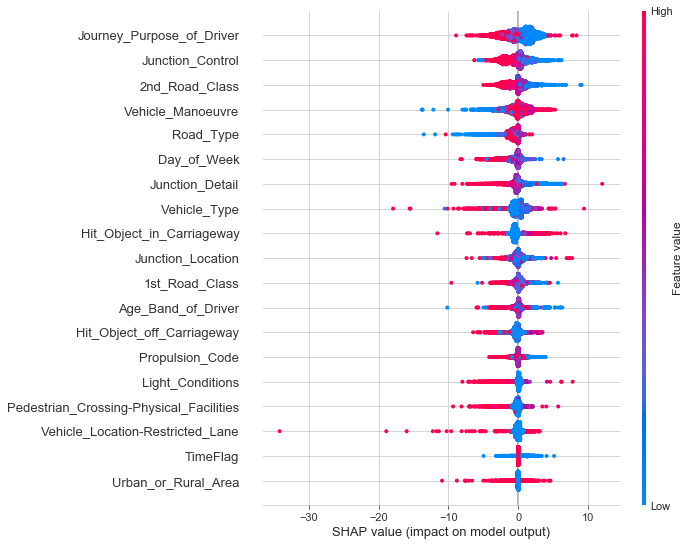 High
Journey_Purpose_of_Driver
Junction_Control
2nd_Road_Class
Vehicle_Manoeuvre
Road_Type
Day_of_Week
Junction_Detail
Vehicle_Type
Hit_Object_in_Carriageway
Junction_Location
1st_Road_Class
Age_Band_of_Driver
Hit_Object_off_Carriageway
Propulsion_Code
Light_Conditions
Pedestrian_Crossing-Physical_Facilities
Vehicle_Location-Restricted_Lane
TimeFlag
Urban_or_Rural_Area
Feature value
Low
−30 −20 −10 0 10
SHAP value (impact on model output)